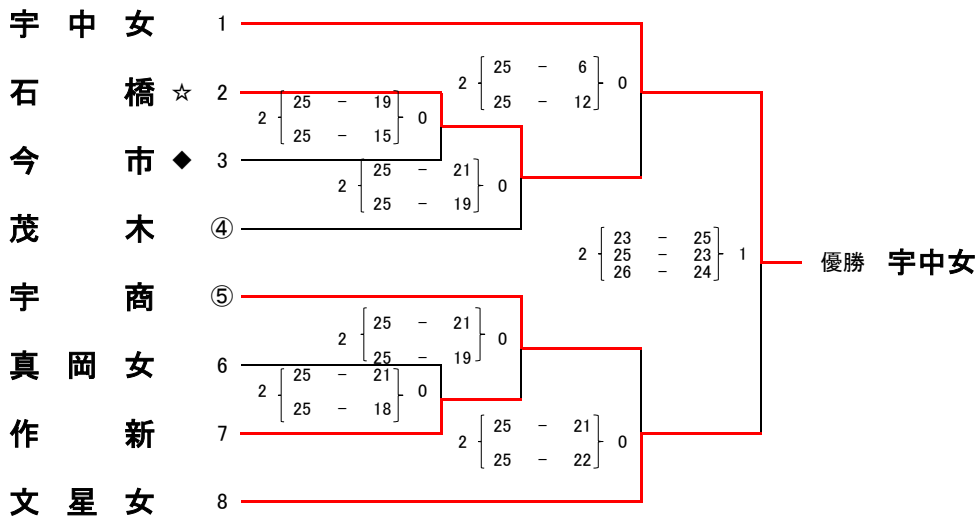 宇中女 1
石橋 ☆ 2
今市 ◆ 3
茂木 ④
宇商 ⑤
真岡女 6
作新 7
文星女 8
2 25 － 19 0
25 － 15
2 25 － 21 0
25 － 19
2 25 － 6 0
25 － 12
2 25 － 21 0
25 － 19
2 25 － 21 0
25 － 18
2 25 － 21 0
25 － 22
2 23 － 25 1
25 － 23
26 － 24
優勝 宇中女